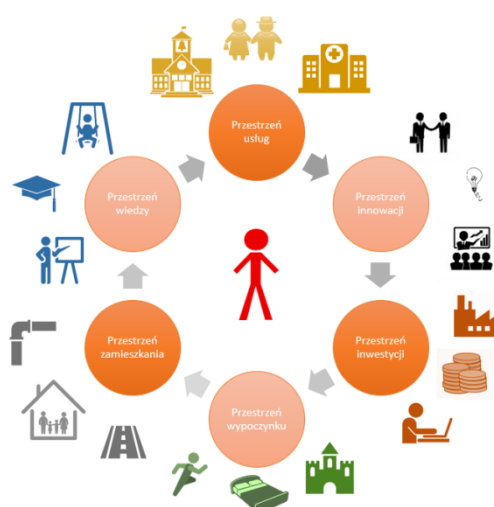 Przestrzeń
usług
Przestrzeń
innowacji
Przestrzeń
inwestycji
Przestrzeń
wypoczynku
Przestrzeń
zamieszkania
Przestrzeń
wiedzy